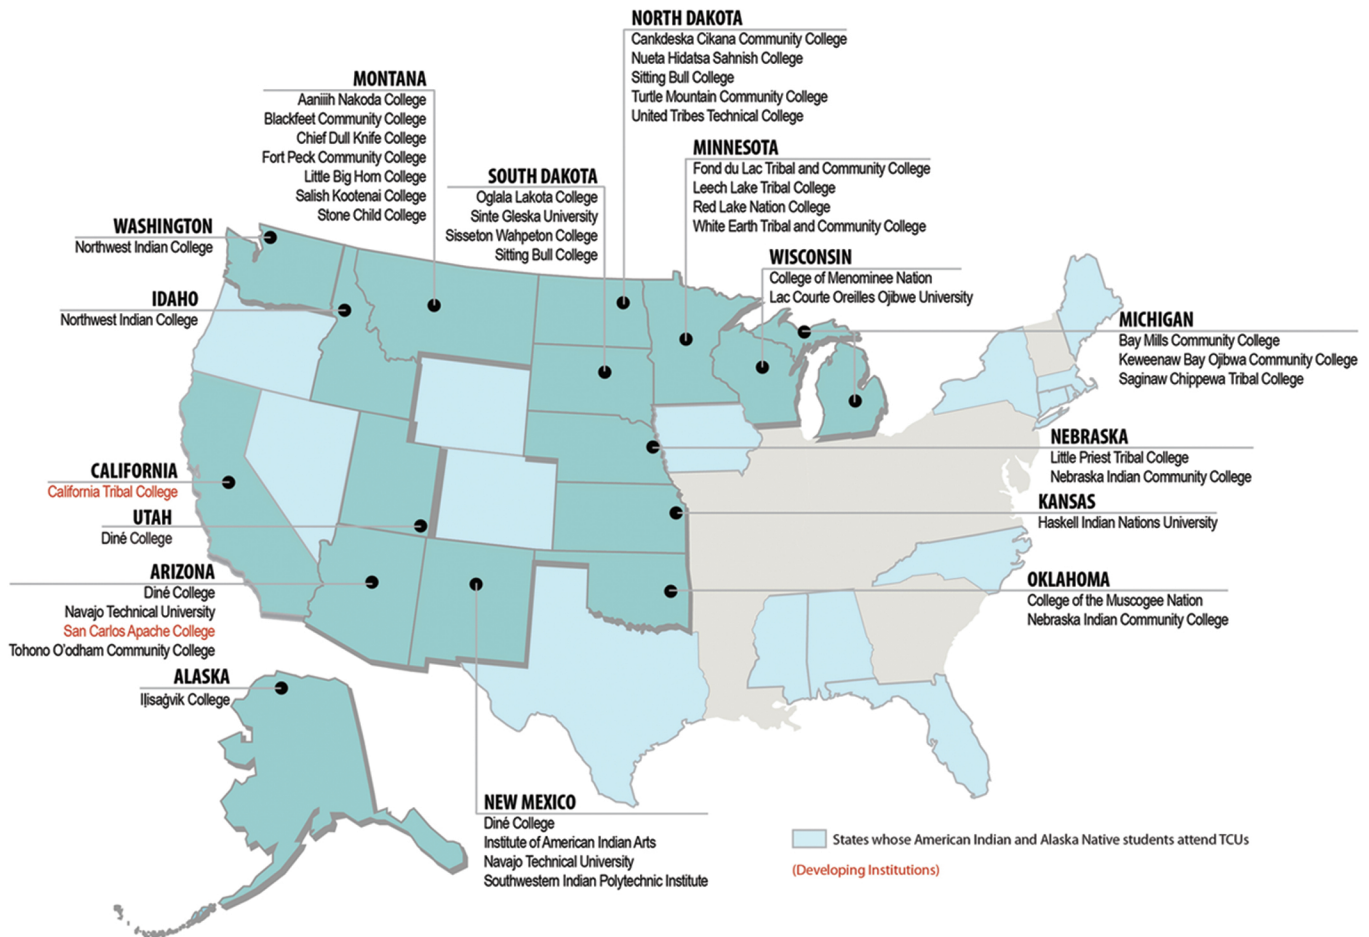 NORTH DAKOTA
Cankdeska Cikana Community College
Nueta Hidatsa Sahnish College
Sitting Bull College
Turtle Mountain Community College
United Tribes Technical College
MONTANA
Aaniiih Nakoda College
Blackfeet Community College
Chief Dull Knife College
Fort Peck Community College
Little Big Horn College
Salish Kootenai College
Stone Child College
MINNESOTA
Fond du Lac Tribal and Community College
Leech Lake Tribal College
Red Lake Nation College
White Earth Tribal and Community College
SOUTH DAKOTA
Oglala Lakota College
Sinte Gleska University
Sisseton Wahpeton College
Sitting Bull College
WASHINGTON
Northwest Indian College
WISCONSIN
College of Menominee Nation
Lac Courte Oreilles Ojibwe University
IDAHO
Northwest Indian College
MICHIGAN
Bay Mills Community College
Keweenaw Bay Ojibwa Community College
Saginaw Chippewa Tribal College
NEBRASKA
Little Priest Tribal College
Nebraska Indian Community College
CALIFORNIA
California Tribal College
KANSAS
Haskell Indian Nations University
UTAH
Diné College
ARIZONA
Diné College
Navajo Technical University
San Carlos Apache College
Tohono O'odham Community College
OKLAHOMA
College of the Muscogee Nation
Nebraska Indian Community College
ALASKA
Iḷisaġvik College
NEW MEXICO
Diné College
Institute of American Indian Arts
Navajo Technical University
Southwestern Indian Polytechnic Institute
States whose American Indian and Alaska Native students attend TCUs
(Developing Institutions)